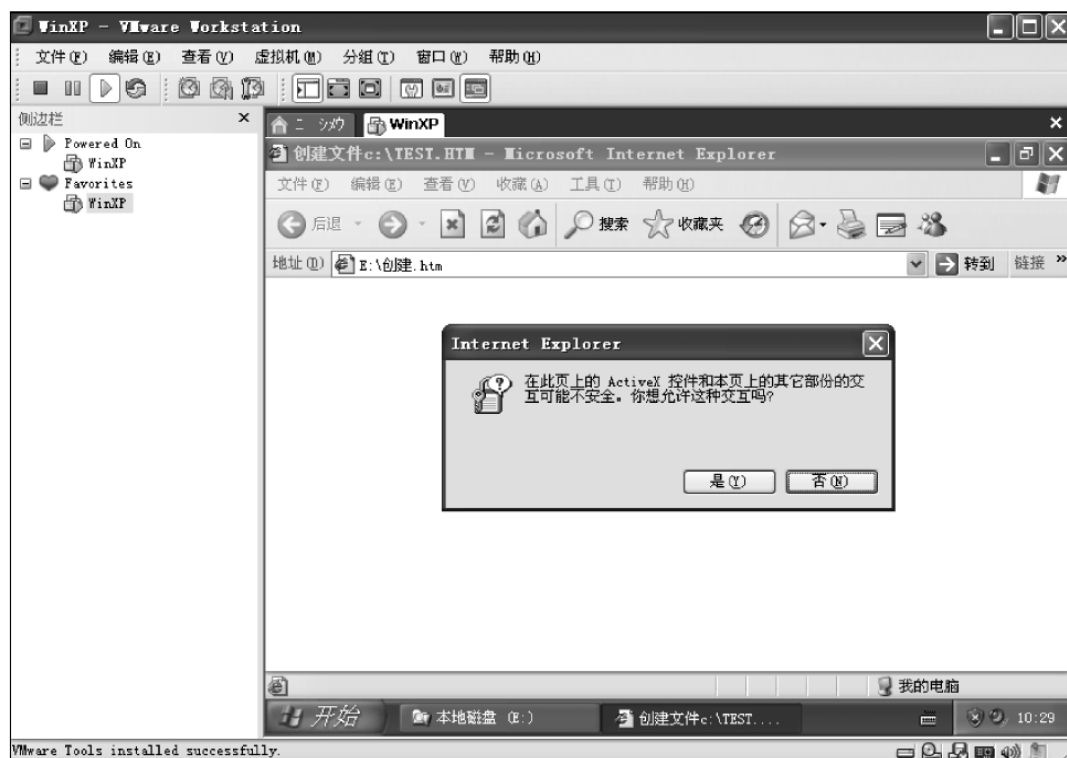 WinXP - VMware Workstation
文件(F) 编辑(E) 查看(V) 虚拟机(M) 分组(T) 窗口(W) 帮助(H)
侧边栏
Powered On
WinXP
Favorites
WinXP
WinXP
创建文件c:\TEST.HTM - Microsoft Internet Explorer
文件(F) 编辑(E) 查看(V) 收藏(A) 工具(T) 帮助(H)
后退 搜索 收藏夹
地址(D) E:\创建.htm 转到 链接 »
Internet Explorer
在此页上的 ActiveX 控件和本页上的其它部份的交
互可能不安全。你想允许这种交互吗?
是(Y) 否(N)
我的电脑
开始 本地磁盘 (E:) 创建文件c:\TEST.... 10:29
VMware Tools installed successfully.